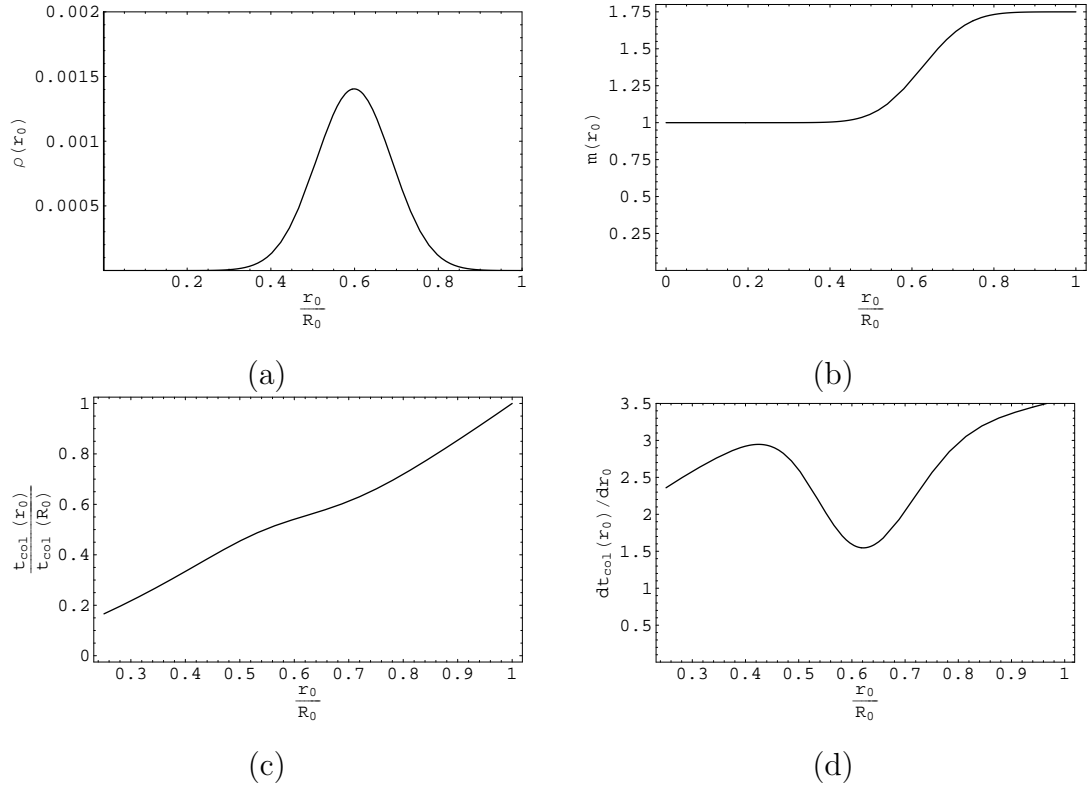 0.002
0.0015
0.001
0.0005
ρ(r₀)
0.2 0.4 0.6 0.8 1
r₀
R₀
(a)
1.75
1.5
1.25
1
0.75
0.5
0.25
m(r₀)
0 0.2 0.4 0.6 0.8 1
r₀
R₀
(b)
1
0.8
0.6
0.4
0.2
0
t_col(r₀)
t_col(R₀)
0.3 0.4 0.5 0.6 0.7 0.8 0.9 1
r₀
R₀
(c)
3.5
3
2.5
2
1.5
1
0.5
dt_col(r₀)/dr₀
0.3 0.4 0.5 0.6 0.7 0.8 0.9 1
r₀
R₀
(d)